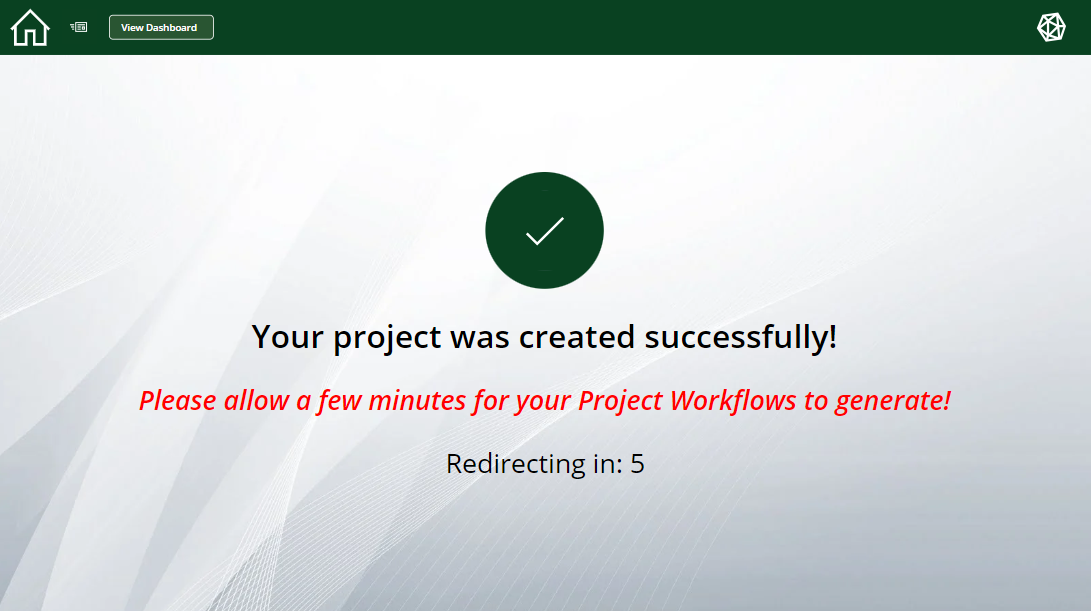 View Dashboard
Your project was created successfully!
Please allow a few minutes for your Project Workflows to generate!
Redirecting in: 5